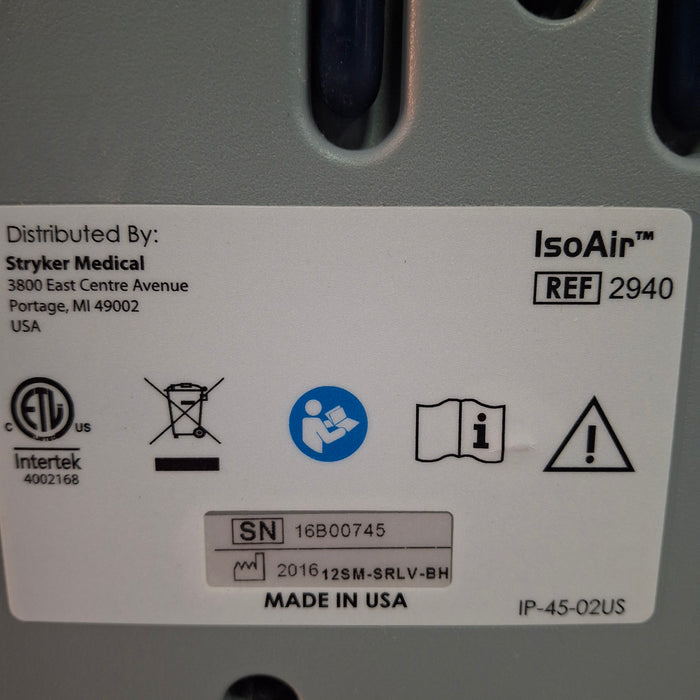 Distributed By:
Stryker Medical
3800 East Centre Avenue
Portage, MI 49002
USA
IsoAir™
REF 2940
ETL
C US
Intertek
4002168
i
!
SN 16B00745
2016 12SM-SRLV-BH
MADE IN USA
IP-45-02US